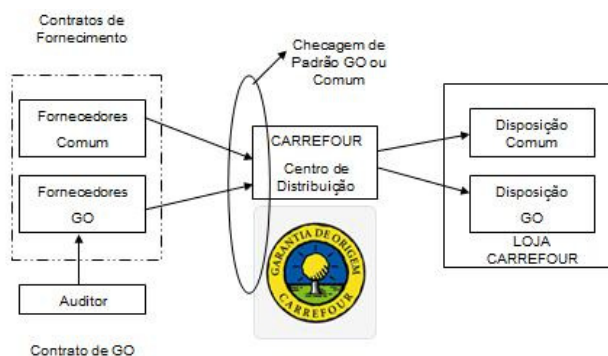 Contratos de
Fornecimento
Checagem de
Padrão GO ou
Comum
Fornecedores
Comum
Fornecedores
GO
Auditor
Contrato de GO
CARREFOUR
Centro de
Distribuição
GARANTIA DE ORIGEM
CARREFOUR
Disposição
Comum
Disposição
GO
LOJA
CARREFOUR